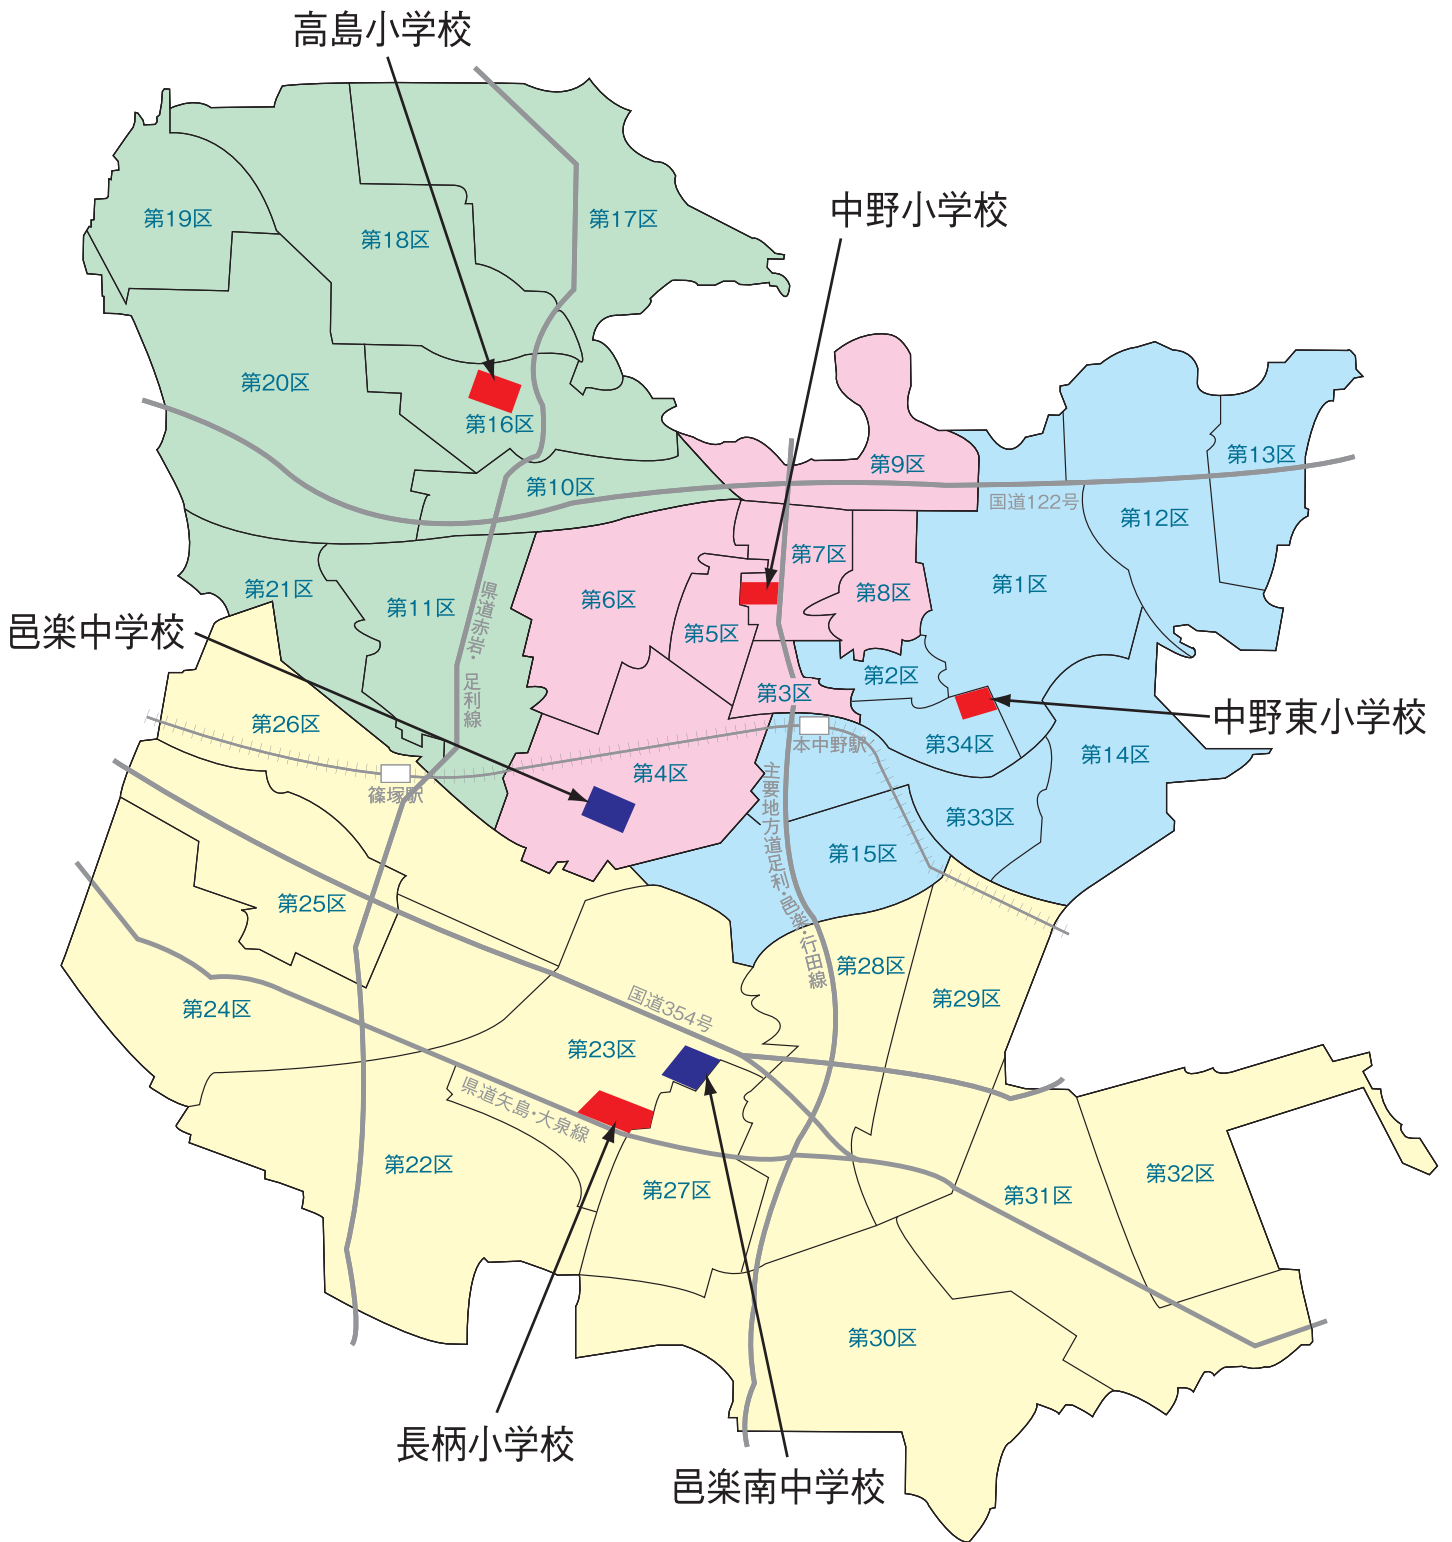 高島小学校
中野小学校
第19区
第18区
第17区
第20区
第16区
第9区
第13区
第10区
国道122号
第12区
第7区
第21区
第11区
第6区
第8区
第1区
県道赤岩・足利線
邑楽中学校
第5区
第2区
第3区
中野東小学校
第26区
本中野駅
第34区
第14区
篠塚駅
第4区
主要地方道足利・邑楽・行田線
第33区
第15区
第25区
第28区
第29区
第24区
国道354号
第23区
県道矢島・大泉線
第22区
第27区
第31区
第32区
第30区
長柄小学校
邑楽南中学校